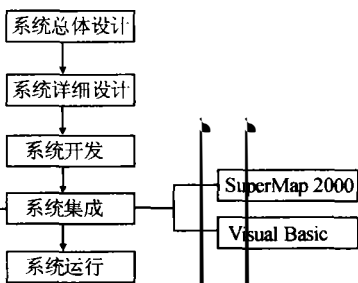 系统总体设计
系统详细设计
系统开发
系统集成
SuperMap 2000
Visual Basic
系统运行